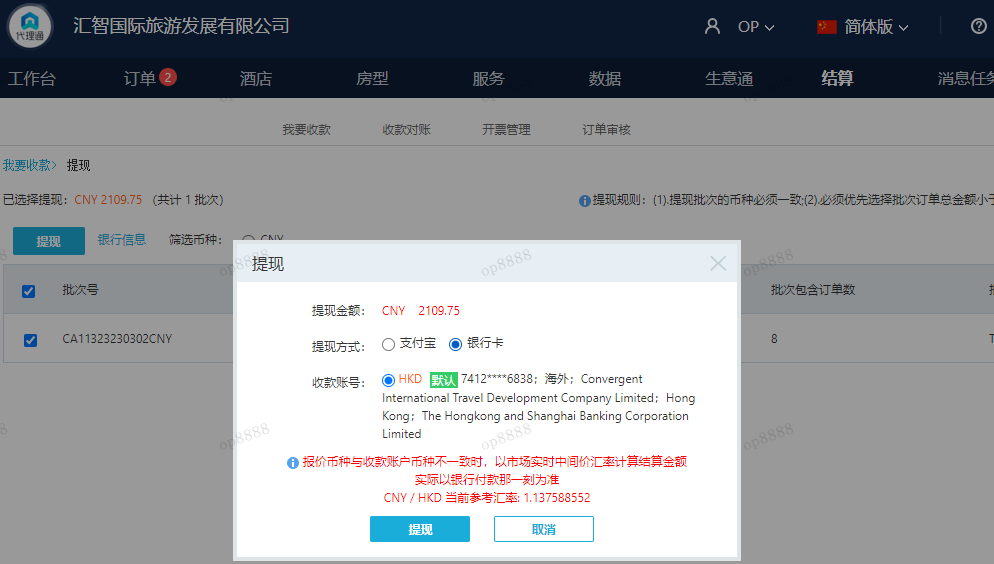 代理通
汇智国际旅游发展有限公司
OP
简体版
工作台
订单 2
酒店
房型
服务
数据
生意通
结算
消息任务
我要收款
收款对账
开票管理
订单审核
我要收款> 提现
已选择提现：CNY 2109.75 （共计 1 批次）
提现规则：(1).提现批次的币种必须一致;(2).必须优先选择批次订单总金额小于
提现
银行信息
筛选币种：
CNY
批次号
批次包含订单数
CA11323230302CNY
8
提现
提现金额： CNY 2109.75
提现方式： 支付宝 银行卡
收款账号： HKD 默认 7412****6838；海外；Convergent
International Travel Development Company Limited；Hong
Kong；The Hongkong and Shanghai Banking Corporation
Limited
报价币种与收款账户币种不一致时，以市场实时中间价汇率计算结算金额
实际以银行付款那一刻为准
CNY / HKD 当前参考汇率: 1.137588552
提现
取消
op8888
op8888
op8888
op8888
op8888
op8888